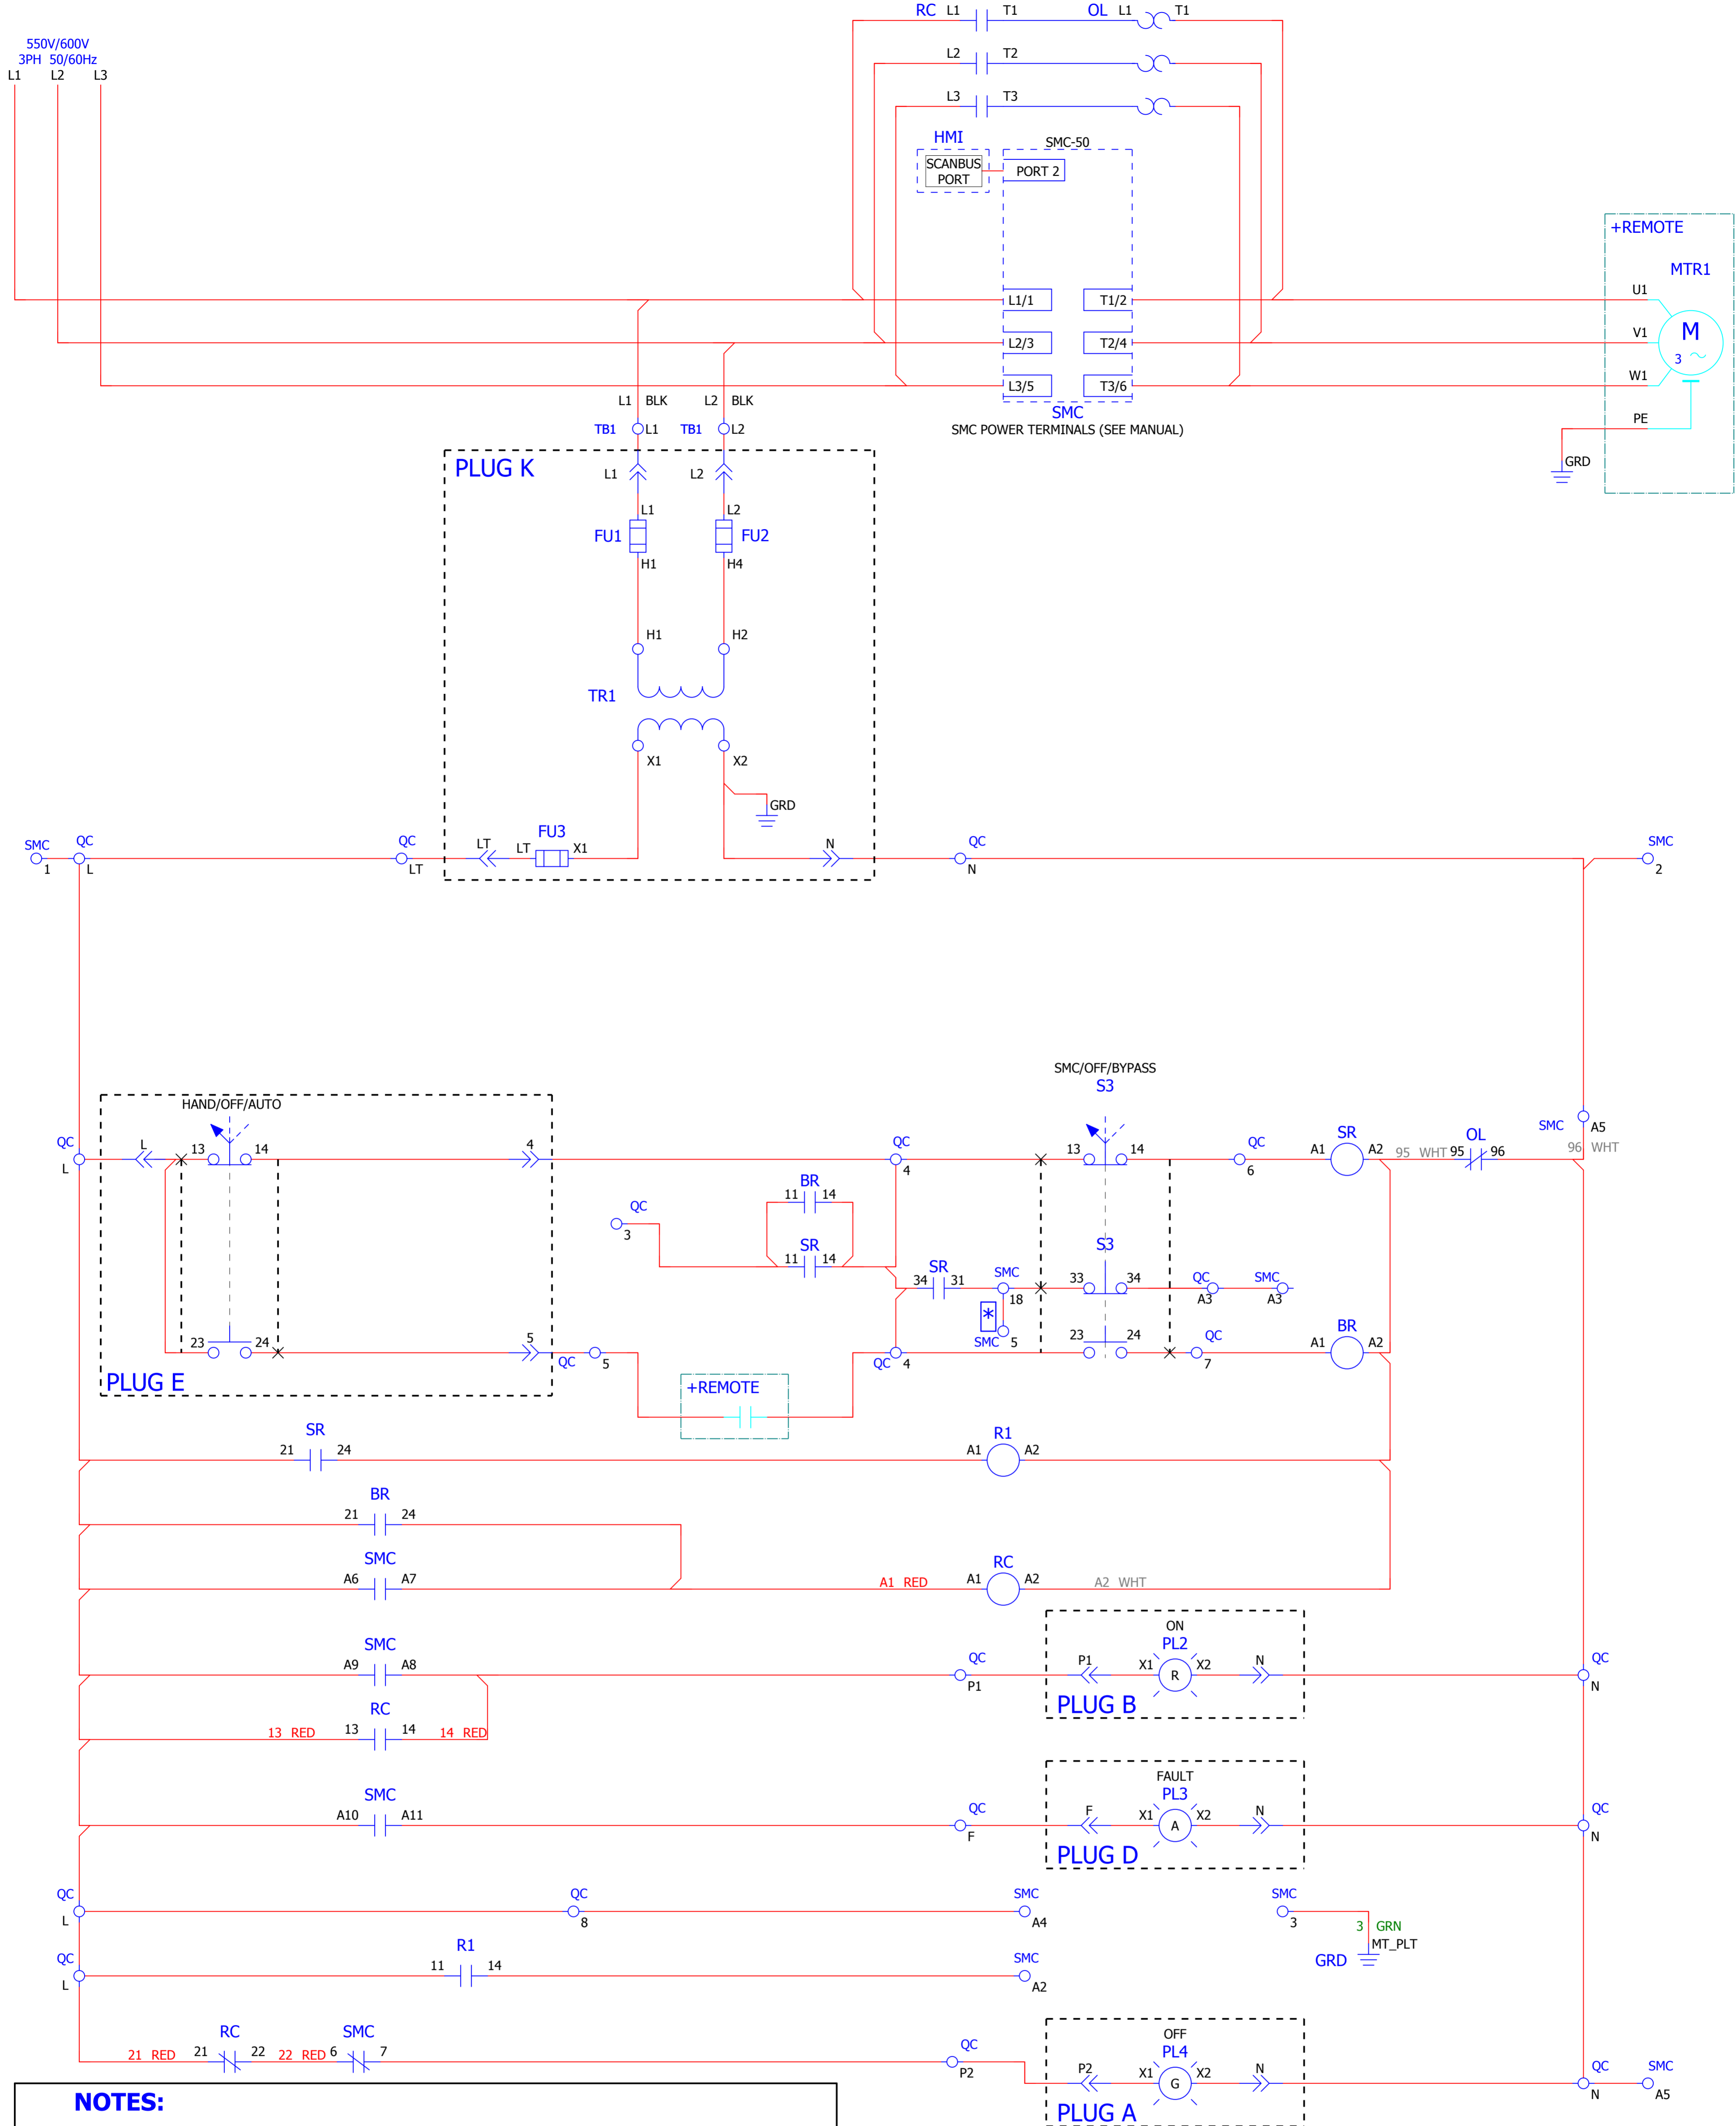 RC L1 T1 OL L1 T1
550V/600V
3PH 50/60Hz
L1 L2 L3
L2 T2
L3 T3
HMI
SMC-50
SCANBUS
PORT
PORT 2
+REMOTE
MTR1
L1/1 T1/2 U1
L2/3 T2/4 V1
M
3
L3/5 T3/6 W1
L1 BLK L2 BLK
SMC
SMC POWER TERMINALS (SEE MANUAL)
PE
GRD
TB1 L1 TB1 L2
PLUG K
L1 L2
L1 L2
FU1 FU2
H1 H4
H1 H2
TR1
X1 X2
GRD
SMC QC QC FU3 QC SMC
LT LT X1 N
1 L LT N 2
SMC/OFF/BYPASS
S3
HAND/OFF/AUTO
SMC A5
QC L 13 14 4 QC 13 14 QC SR OL
A1 A2 95 WHT 95 96 96 WHT
L 4 6
BR
11 14
QC
3
SR
11 14
S3
SR
34 31 SMC 33 34 QC SMC
18 A3 A3
*
SMC 5
23 24 5 23 24 QC BR
A1 A2
QC 5 QC 4 7
PLUG E
+REMOTE
SR R1
21 24 A1 A2
BR
21 24
SMC RC
A6 A7 A1 RED A1 A2 A2 WHT
ON
SMC QC PL2 QC
A9 A8 P1 X1 X2 N
R
P1 N
PLUG B
RC
13 RED 13 14 14 RED
FAULT
SMC QC PL3 QC
A10 A11 F X1 X2 N
A
F N
PLUG D
QC QC SMC SMC
L 8 A4 3
3 GRN
MT_PLT
GRD
QC R1 SMC
11 14
L A2
OFF
RC SMC QC PL4 QC SMC
21 RED 21 22 22 RED 6 7
P2 P2 X1 X2 N
G
N A5
PLUG A
NOTES: